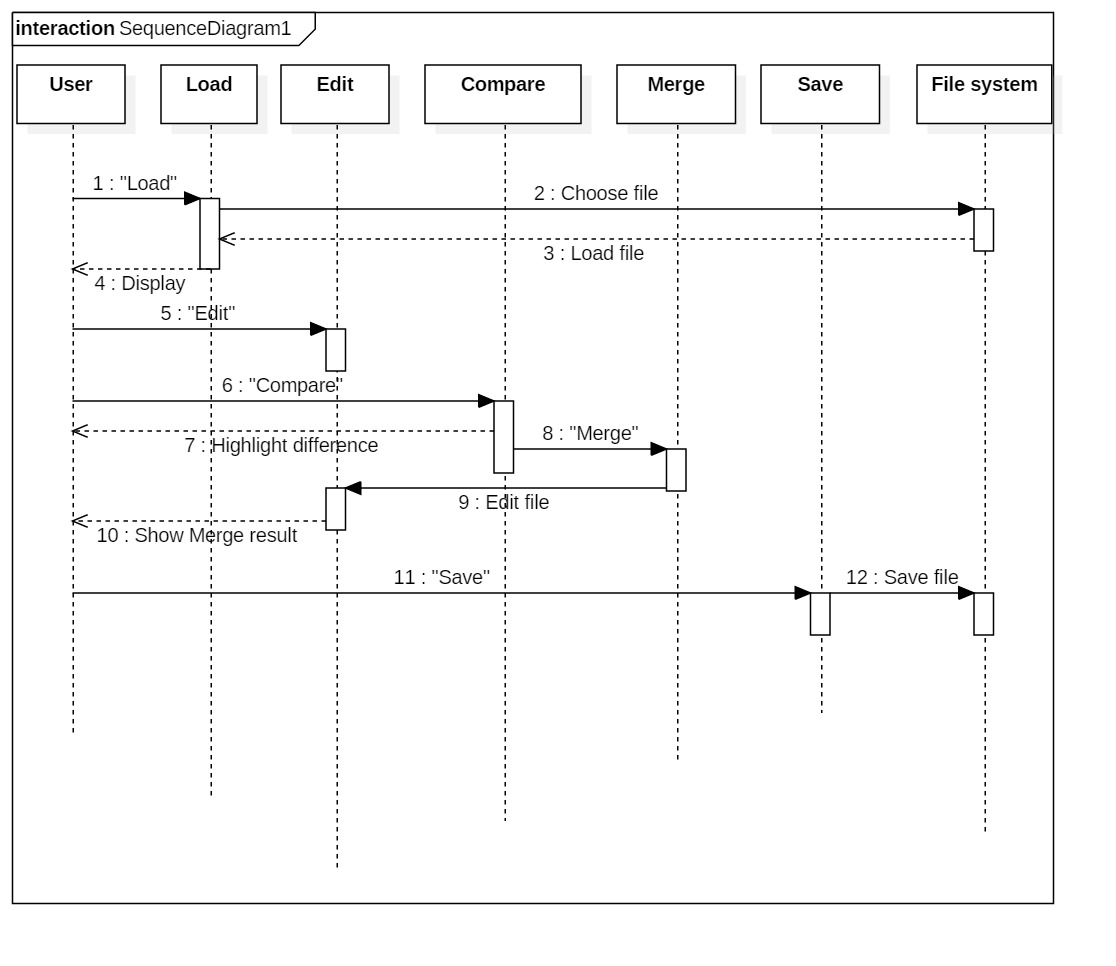 interaction SequenceDiagram1
User Load Edit Compare Merge Save File system
1 : "Load"
2 : Choose file
3 : Load file
4 : Display
5 : "Edit"
6 : "Compare"
7 : Highlight difference
8 : "Merge"
9 : Edit file
10 : Show Merge result
11 : "Save"
12 : Save file